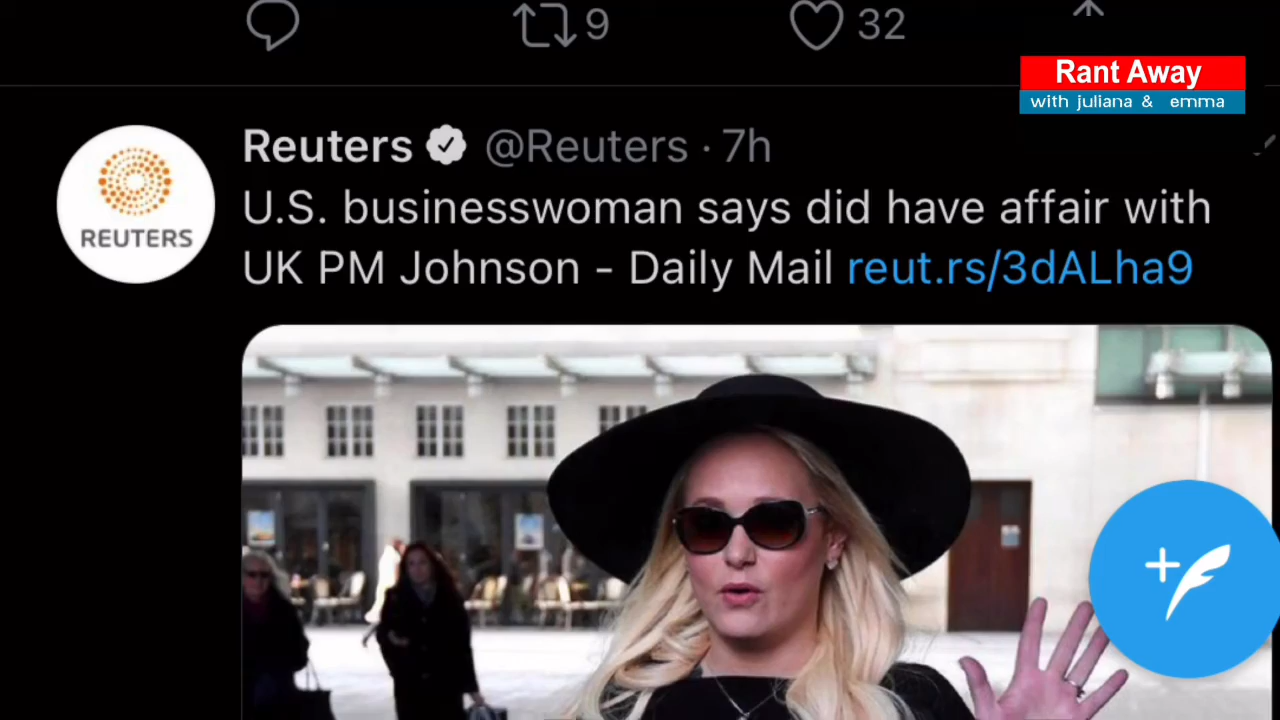 9
32
Rant Away
with juliana & emma
REUTERS
Reuters @Reuters · 7h
U.S. businesswoman says did have affair with
UK PM Johnson - Daily Mail reut.rs/3dALha9